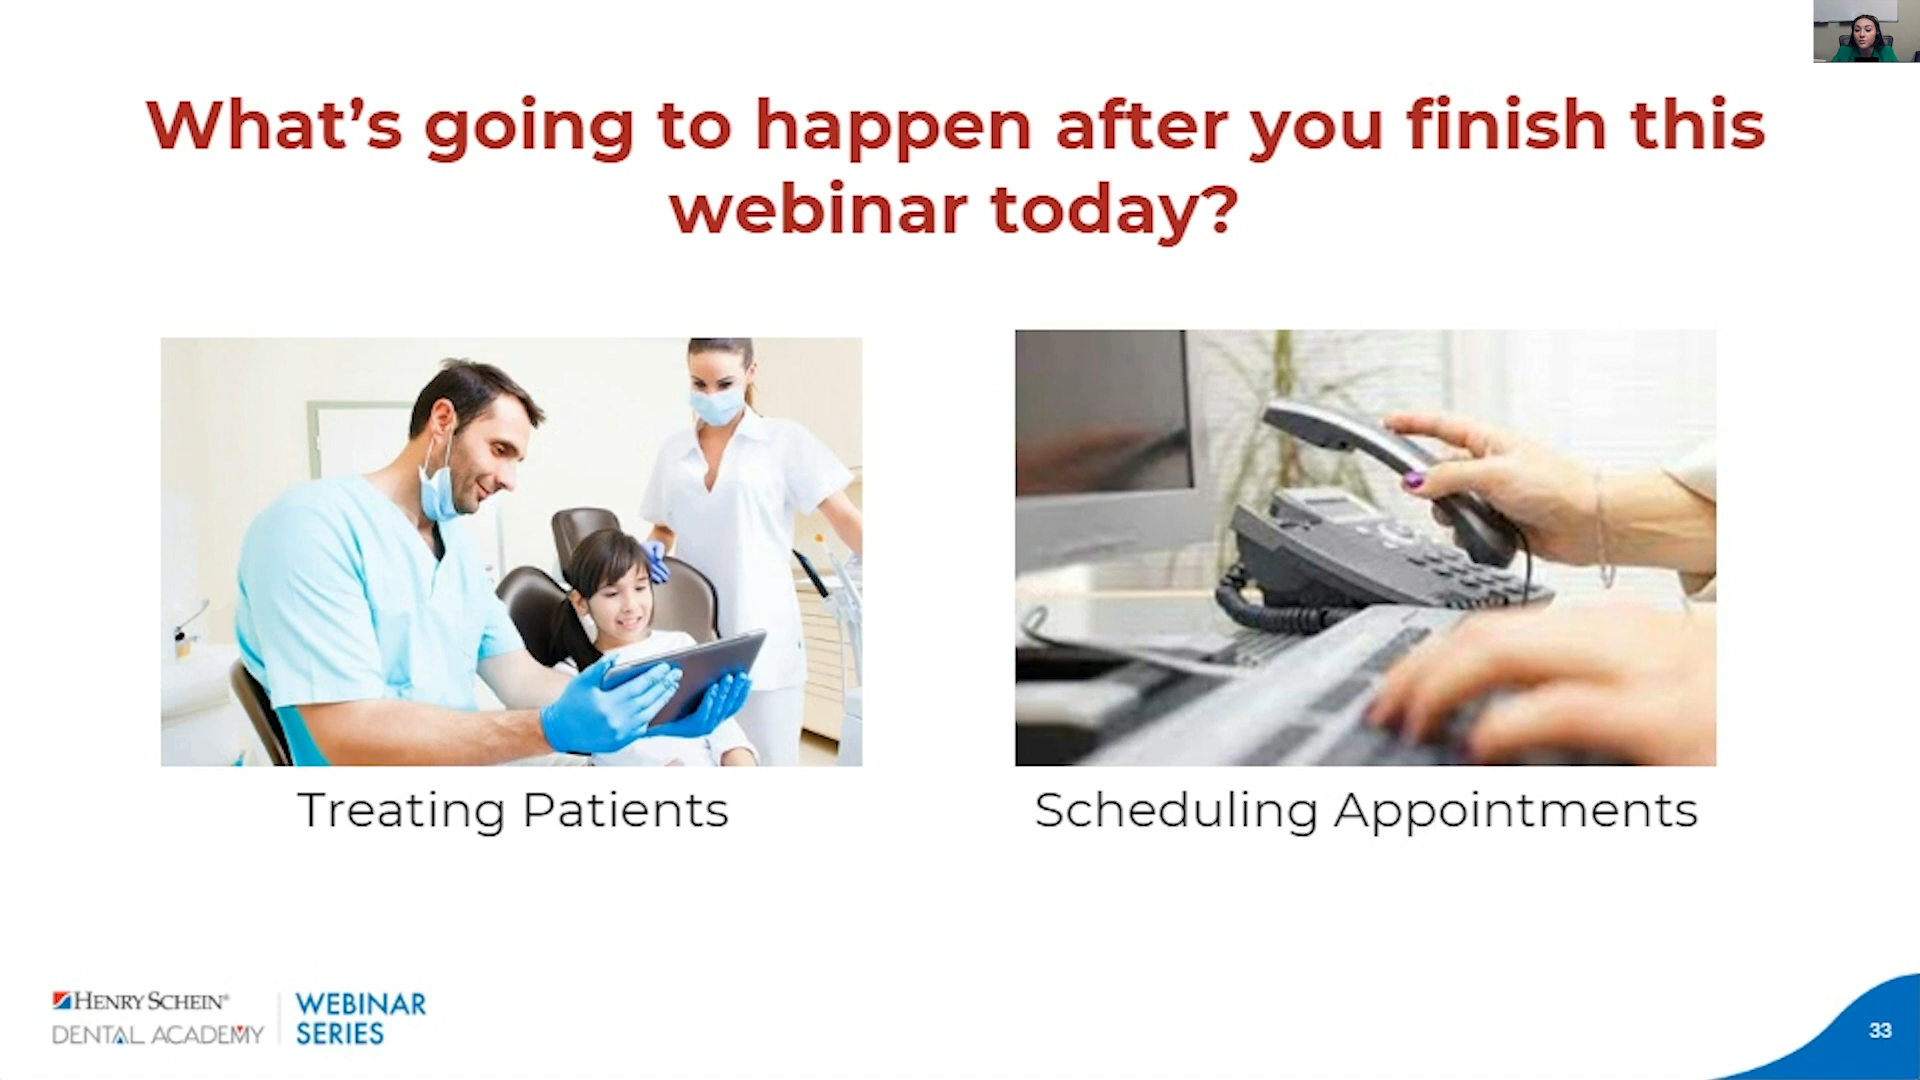 What's going to happen after you finish this
webinar today?
Treating Patients
Scheduling Appointments
HENRY SCHEIN®
DENTAL ACADEMY
WEBINAR
SERIES
33